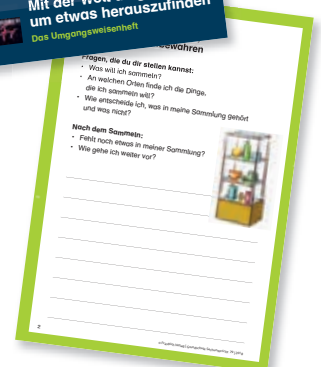 Mit der Welt
um etwas herauszufinden
Das Umgangsweisenheft
bewahren
Fragen, die du dir stellen kannst:
• Was will ich sammeln?
• An welchen Orten finde ich die Dinge,
die ich sammeln will?
• Wie entscheide ich, was in meine Sammlung gehört
und was nicht?
Nach dem Sammeln:
• Fehlt noch etwas in meiner Sammlung?
• Wie gehe ich weiter vor?
2